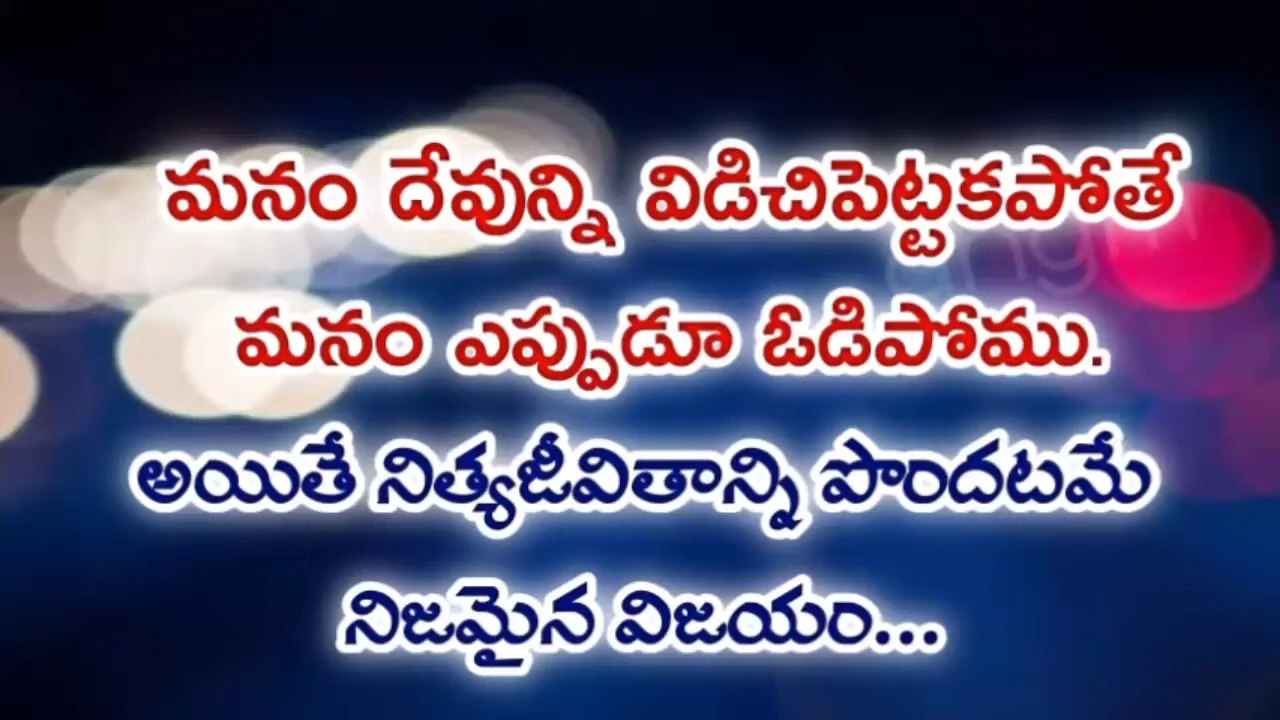 మనం దేవున్ని విడిచిపెట్టకపోతే
మనం ఎప్పుడూ ఓడిపోము.
అయితే నిత్యజీవితాన్ని పొందటమే
నిజమైన విజయం...